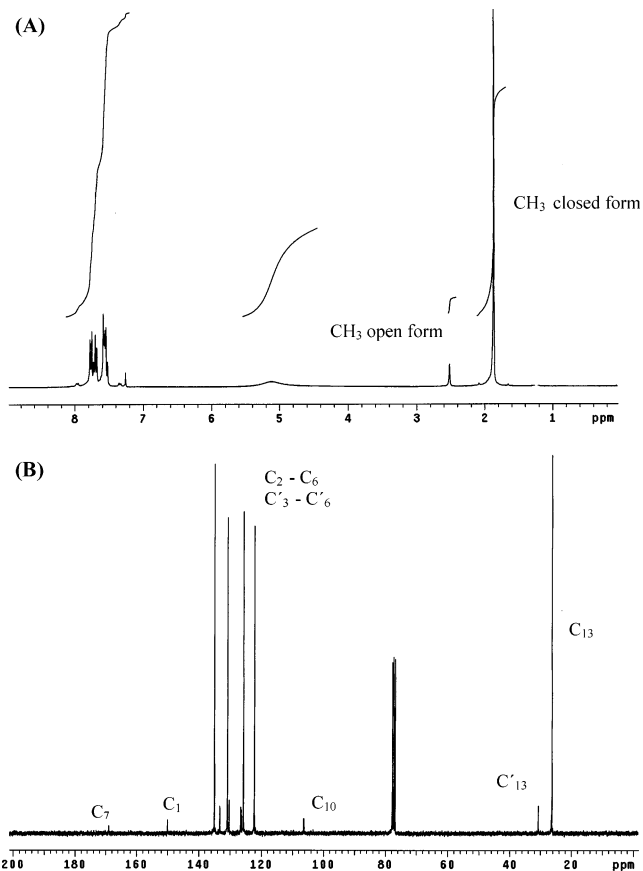 (A)
CH₃ closed form
CH₃ open form
8 7 6 5 4 3 2 1 ppm
(B)
C₂ - C₆
C´₃ - C´₆
C₁₃
C´₁₃
C₇ C₁ C₁₀
200 180 160 140 120 100 80 60 40 20 ppm